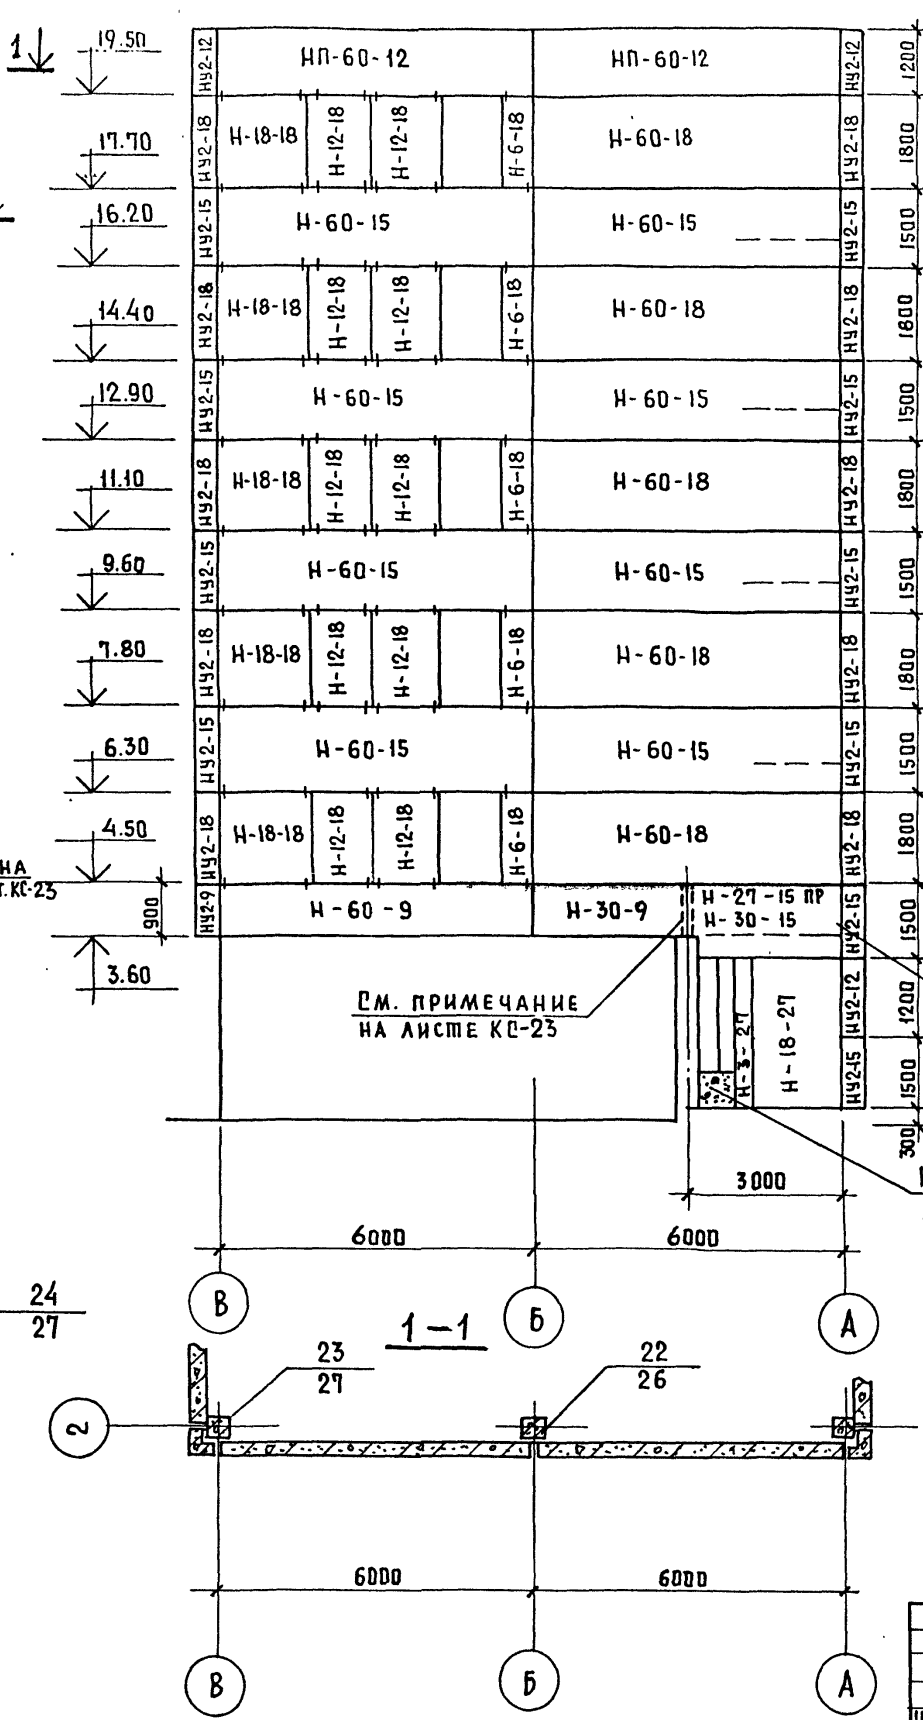 1
19.50
НУ2-12
НП-60-12
НП-60-12
НУ2-12
1200
17.70
НУ2-18
Н-18-18
Н-12-18
Н-12-18
Н-6-18
Н-60-18
НУ2-18
1800
16.20
НУ2-15
Н-60-15
Н-60-15
НУ2-15
1500
14.40
НУ2-18
Н-18-18
Н-12-18
Н-12-18
Н-6-18
Н-60-18
НУ2-18
1800
12.90
НУ2-15
Н-60-15
Н-60-15
НУ2-15
1500
11.10
НУ2-18
Н-18-18
Н-12-18
Н-12-18
Н-6-18
Н-60-18
НУ2-18
1800
9.60
НУ2-15
Н-60-15
Н-60-15
НУ2-15
1500
7.80
НУ2-18
Н-18-18
Н-12-18
Н-12-18
Н-6-18
Н-60-18
НУ2-18
1800
6.30
НУ2-15
Н-60-15
Н-60-15
НУ2-15
1500
4.50
НУ2-18
Н-18-18
Н-12-18
Н-12-18
Н-6-18
Н-60-18
НУ2-18
1800
НА
Т.КС-23
900
НУ2-9
Н-60-9
Н-30-9
Н-27-15 ПР
Н-30-15
НУ2-15
1500
3.60
СМ. ПРИМЕЧАНИЕ
НА ЛИСТЕ КС-23
Н-3-27
Н-18-27
НУ2-12
1200
НУ2-15
1500
300
3000
6000
6000
В
Б
А
24
27
1-1
23
27
22
26
2
6000
6000
В
Б
А